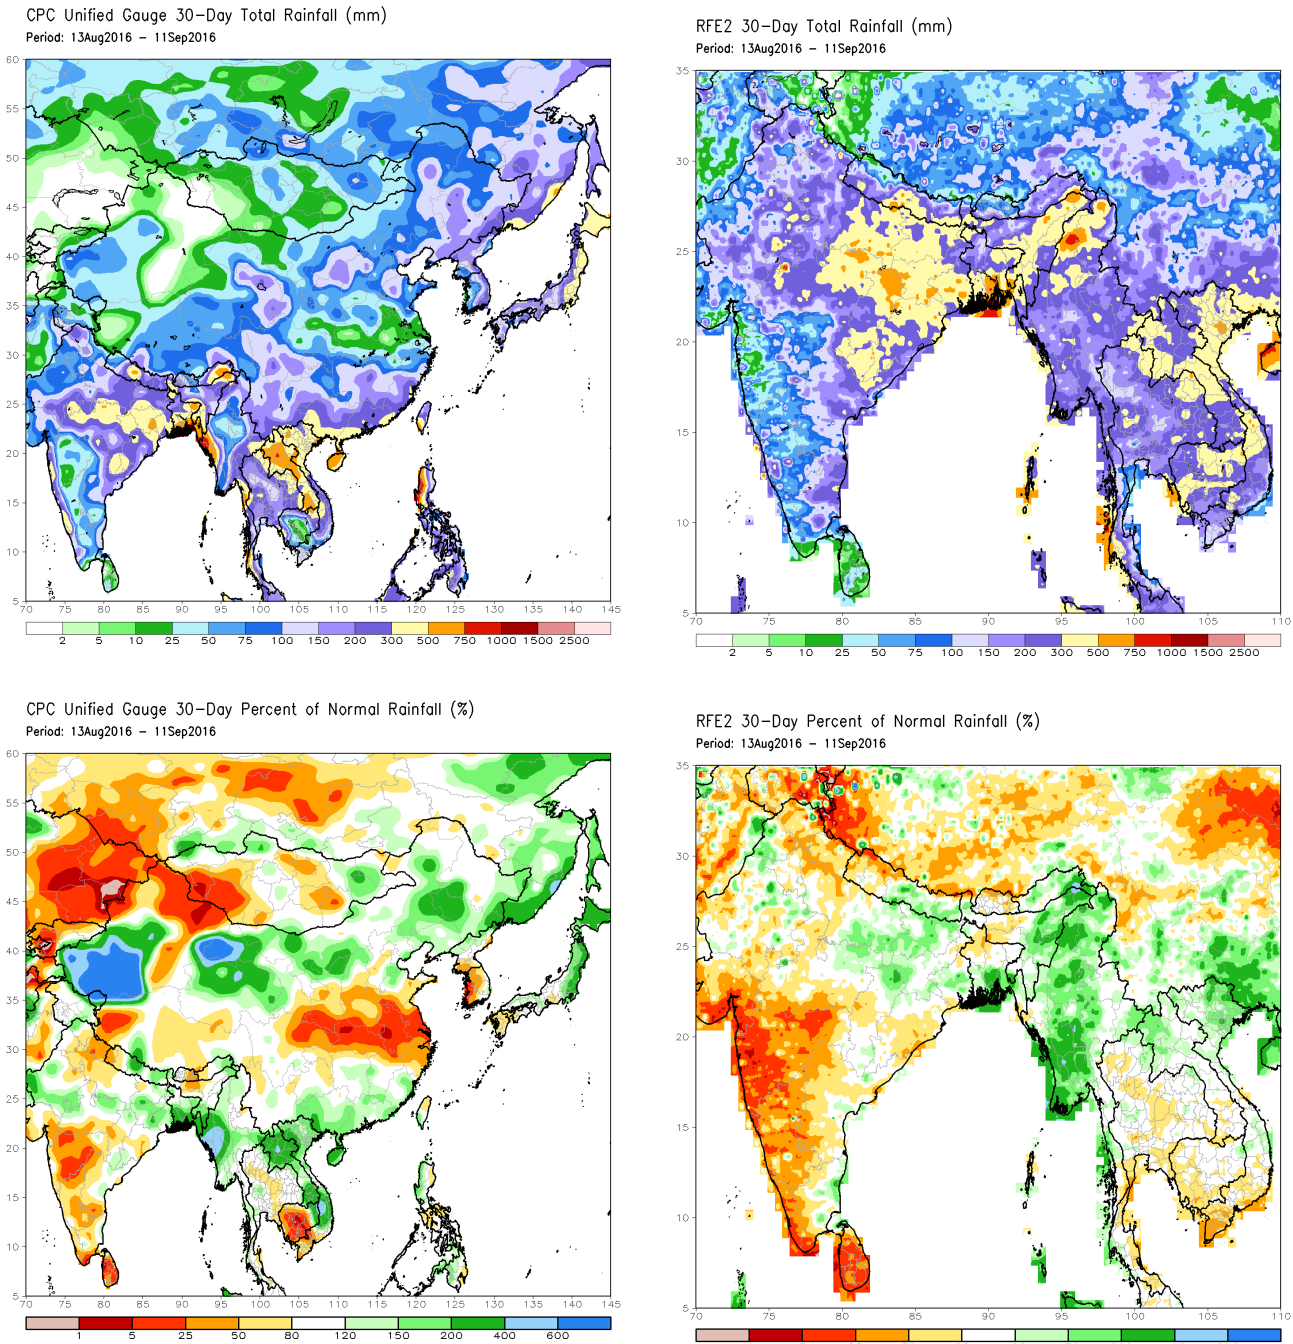 CPC Unified Gauge 30-Day Total Rainfall (mm)
Period: 13Aug2016 - 11Sep2016
60
55
50
45
40
35
30
25
20
15
10
5
70 75 80 85 90 95 100 105 110 115 120 125 130 135 140 145
2 5 10 25 50 75 100 150 200 300 500 750 1000 1500 2500
RFE2 30-Day Total Rainfall (mm)
Period: 13Aug2016 - 11Sep2016
35
30
25
20
15
10
5
70 75 80 85 90 95 100 105 110
2 5 10 25 50 75 100 150 200 300 500 750 1000 1500 2500
CPC Unified Gauge 30-Day Percent of Normal Rainfall (%)
Period: 13Aug2016 - 11Sep2016
60
55
50
45
40
35
30
25
20
15
10
5
70 75 80 85 90 95 100 105 110 115 120 125 130 135 140 145
1 5 25 50 80 120 150 200 400 600
RFE2 30-Day Percent of Normal Rainfall (%)
Period: 13Aug2016 - 11Sep2016
35
30
25
20
15
10
5
70 75 80 85 90 95 100 105 110